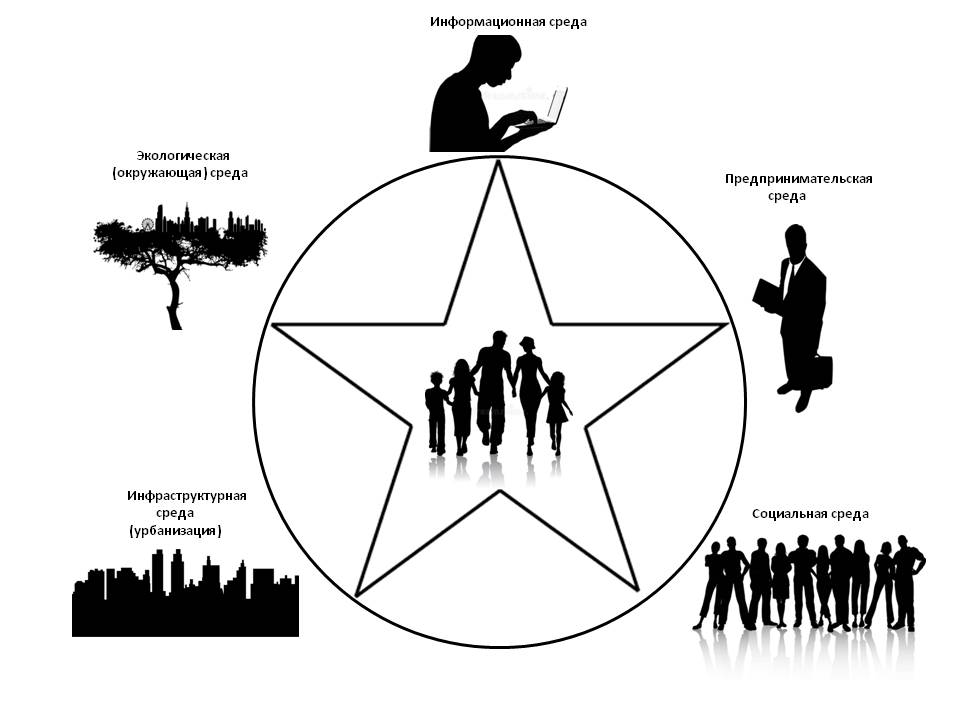 Информационная среда
Экологическая
(окружающая) среда
Предпринимательская
среда
Инфраструктурная
среда
(урбанизация)
Социальная среда